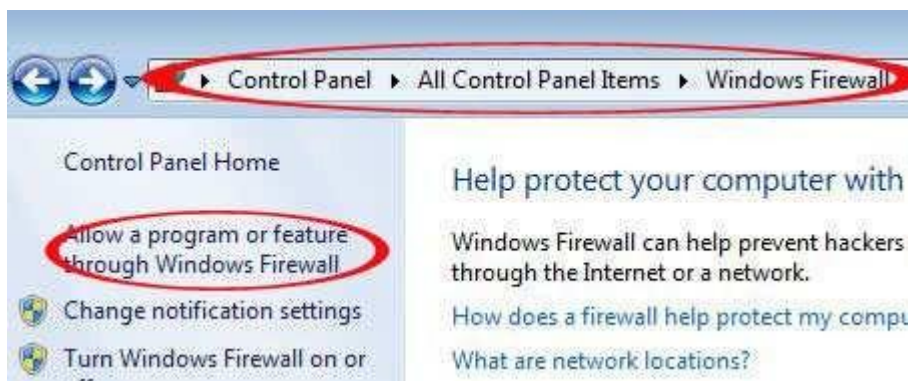 Control Panel ▸ All Control Panel Items ▸ Windows Firewall
Control Panel Home
Allow a program or feature
through Windows Firewall
Change notification settings
Turn Windows Firewall on or
Help protect your computer with
Windows Firewall can help prevent hackers
through the Internet or a network.
How does a firewall help protect my compu
What are network locations?